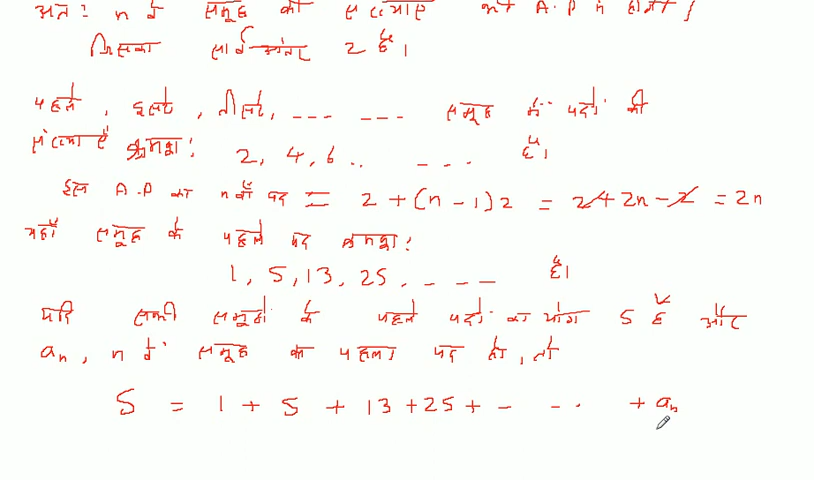 अतः n वें समूह की संख्याएँ भी A.P में होंगी
जिसका सार्व अंतर 2 है।
पहले, दूसरे, तीसरे, --- --- समूह में पदों की
संख्याएँ क्रमशः 2, 4, 6 .. - - - हैं।
इस A.P का nवाँ पद = 2 + (n - 1) 2 = 2 + 2n - 2 = 2n
यहाँ समूह के पहले पद क्रमशः
1, 5, 13, 25, - - - - हैं।
यदि सभी समूहों के पहले पदों का योग S है और
an, n वें समूह का पहला पद हो, तो
S = 1 + 5 + 13 + 25 + - - . + an